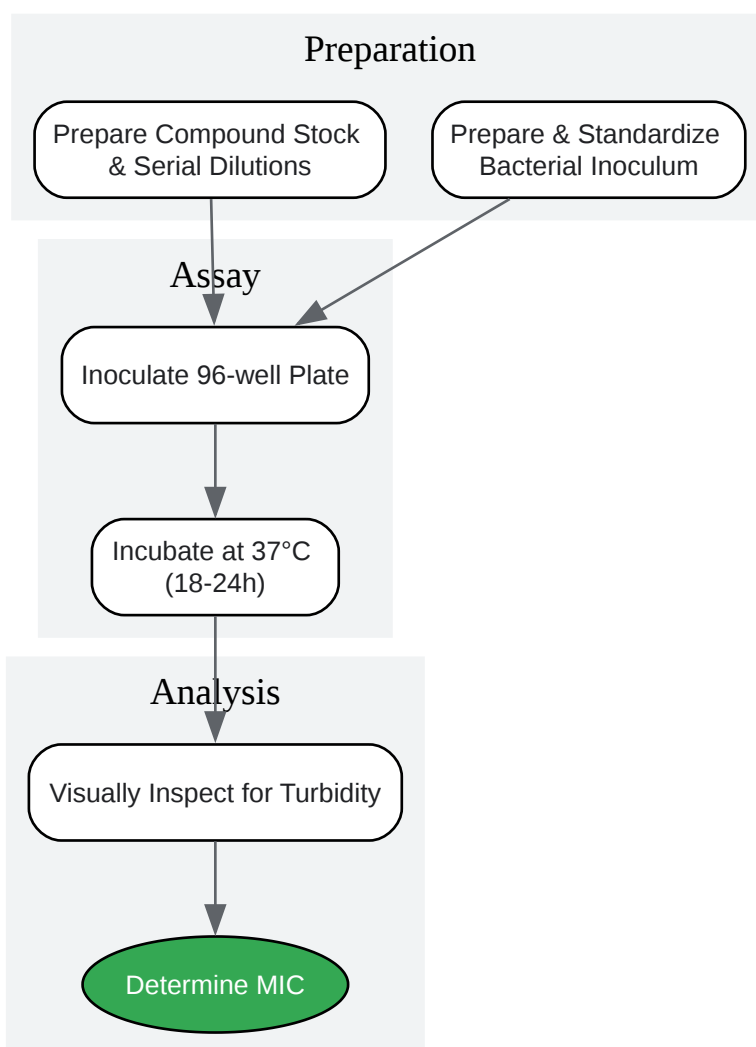 Preparation
Prepare Compound Stock
& Serial Dilutions
Prepare & Standardize
Bacterial Inoculum
Assay
Inoculate 96-well Plate
Incubate at 37°C
(18-24h)
Analysis
Visually Inspect for Turbidity
Determine MIC